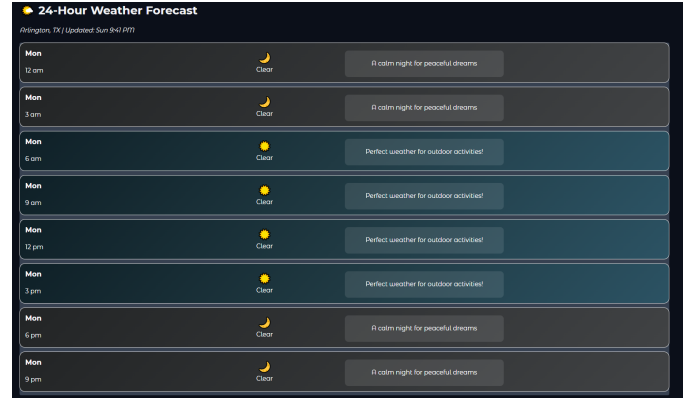 24-Hour Weather Forecast
Arlington, TX | Updated: Sun 9:41 PM
Mon
12 am
Clear
A calm night for peaceful dreams
Mon
3 am
Clear
A calm night for peaceful dreams
Mon
6 am
Clear
Perfect weather for outdoor activities!
Mon
9 am
Clear
Perfect weather for outdoor activities!
Mon
12 pm
Clear
Perfect weather for outdoor activities!
Mon
3 pm
Clear
Perfect weather for outdoor activities!
Mon
6 pm
Clear
A calm night for peaceful dreams
Mon
9 pm
Clear
A calm night for peaceful dreams